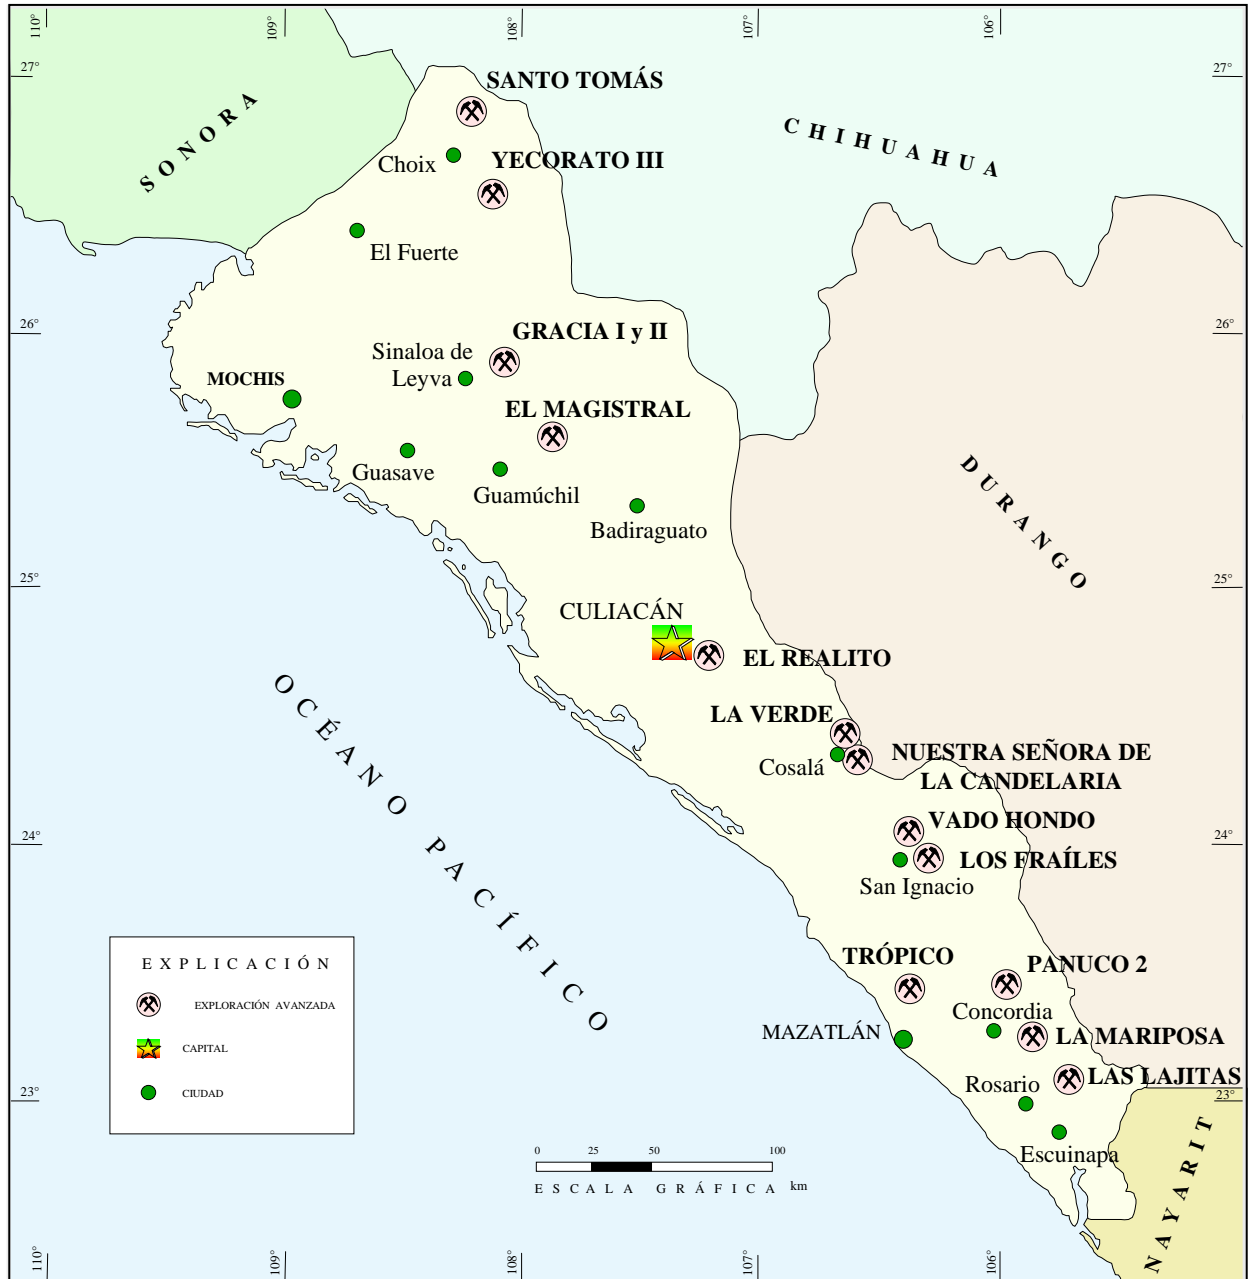 110°
109°
108°
107°
106°
27°
27°
SANTO TOMÁS
SONORA
CHIHUAHUA
Choix
YECORATO III
El Fuerte
26°
26°
GRACIA I y II
Sinaloa de
Leyva
MOCHIS
EL MAGISTRAL
Guasave
Guamúchil
Badiraguato
DURANGO
25°
25°
CULIACÁN
EL REALITO
OCÉANO PACÍFICO
LA VERDE
Cosalá
NUESTRA SEÑORA DE
LA CANDELARIA
24°
24°
VADO HONDO
LOS FRAÍLES
San Ignacio
TRÓPICO
PANUCO 2
Concordia
MAZATLÁN
LA MARIPOSA
Rosario
LAS LAJITAS
23°
23°
Escuinapa
NAYARIT
EXPLICACIÓN
EXPLORACIÓN AVANZADA
CAPITAL
CIUDAD
0 25 50 100
ESCALA GRÁFICA km
110°
109°
108°
107°
106°